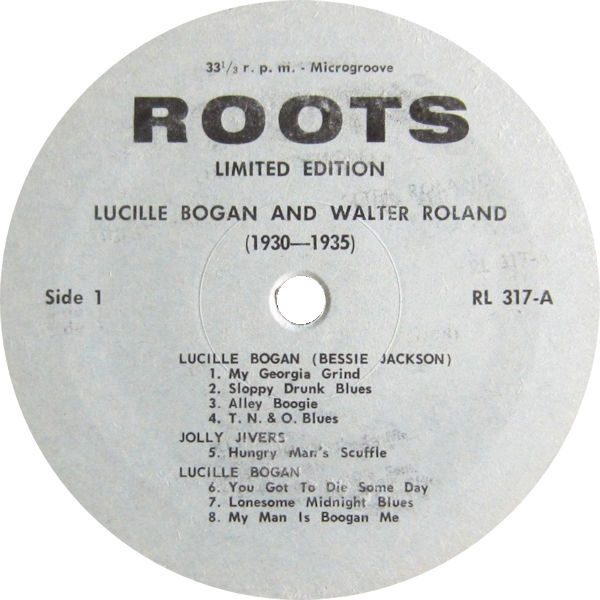 33⅓ r. p. m. - Microgroove
ROOTS
LIMITED EDITION
LUCILLE BOGAN AND WALTER ROLAND
(1930—1935)
Side 1 RL 317-A
LUCILLE BOGAN (BESSIE JACKSON)
1. My Georgia Grind
2. Sloppy Drunk Blues
3. Alley Boogie
4. T. N. & O. Blues
JOLLY JIVERS
5. Hungry Man's Scuffle
LUCILLE BOGAN
6. You Got To Die Some Day
7. Lonesome Midnight Blues
8. My Man Is Boogan Me